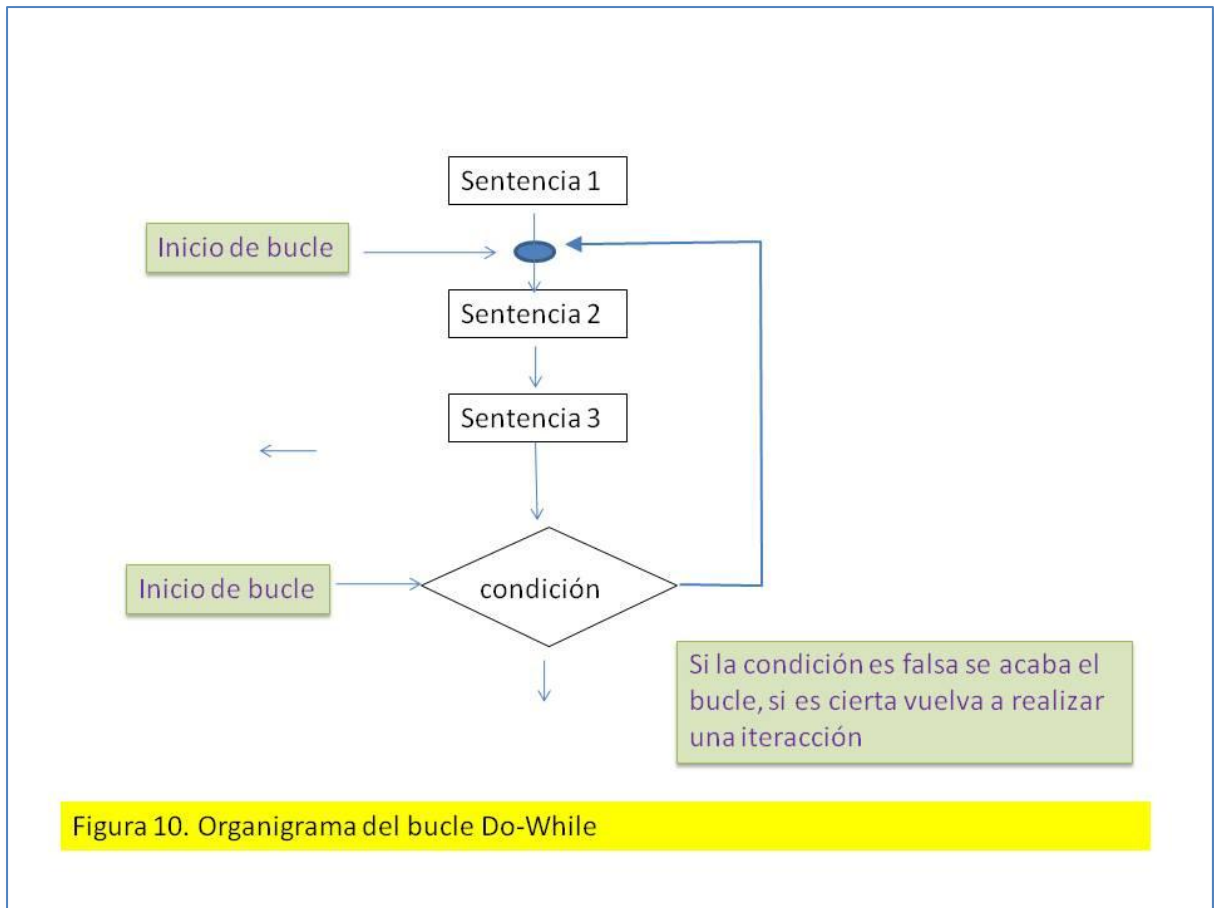 Sentencia 1
Inicio de bucle
Sentencia 2
Sentencia 3
Inicio de bucle
condición
Si la condición es falsa se acaba el
bucle, si es cierta vuelva a realizar
una iteracción
Figura 10. Organigrama del bucle Do-While